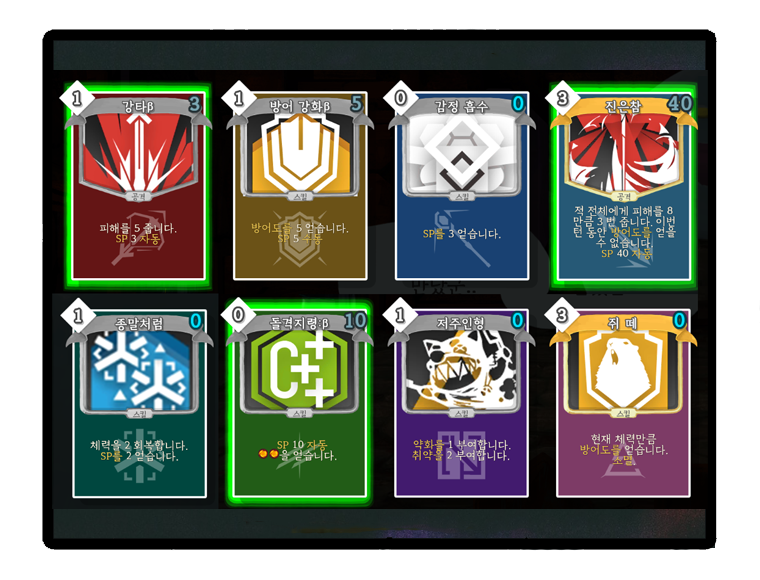 1 강타β 3
공격
피해를 5 줍니다.
SP 3 자동
1 방어 강화β 5
스킬
방어도를 5 얻습니다.
SP 5 수동
0 감정 흡수 0
스킬
SP를 3 얻습니다.
3 진은참 40
공격
적 전체에게 피해를 8
만큼 3 번 줍니다. 이번
턴 동안 방어도를 얻을
수 없습니다.
SP 40 자동
1 종말처럼 0
스킬
체력을 2 회복합니다.
SP를 2 얻습니다.
0 돌격지령·β 10
스킬
C++
SP 10 자동
을 얻습니다.
1 저주인형 0
스킬
약화를 1 부여합니다.
취약을 2 부여합니다.
3 쥐 떼 0
스킬
현재 체력만큼
방어도를 얻습니다.
소멸.